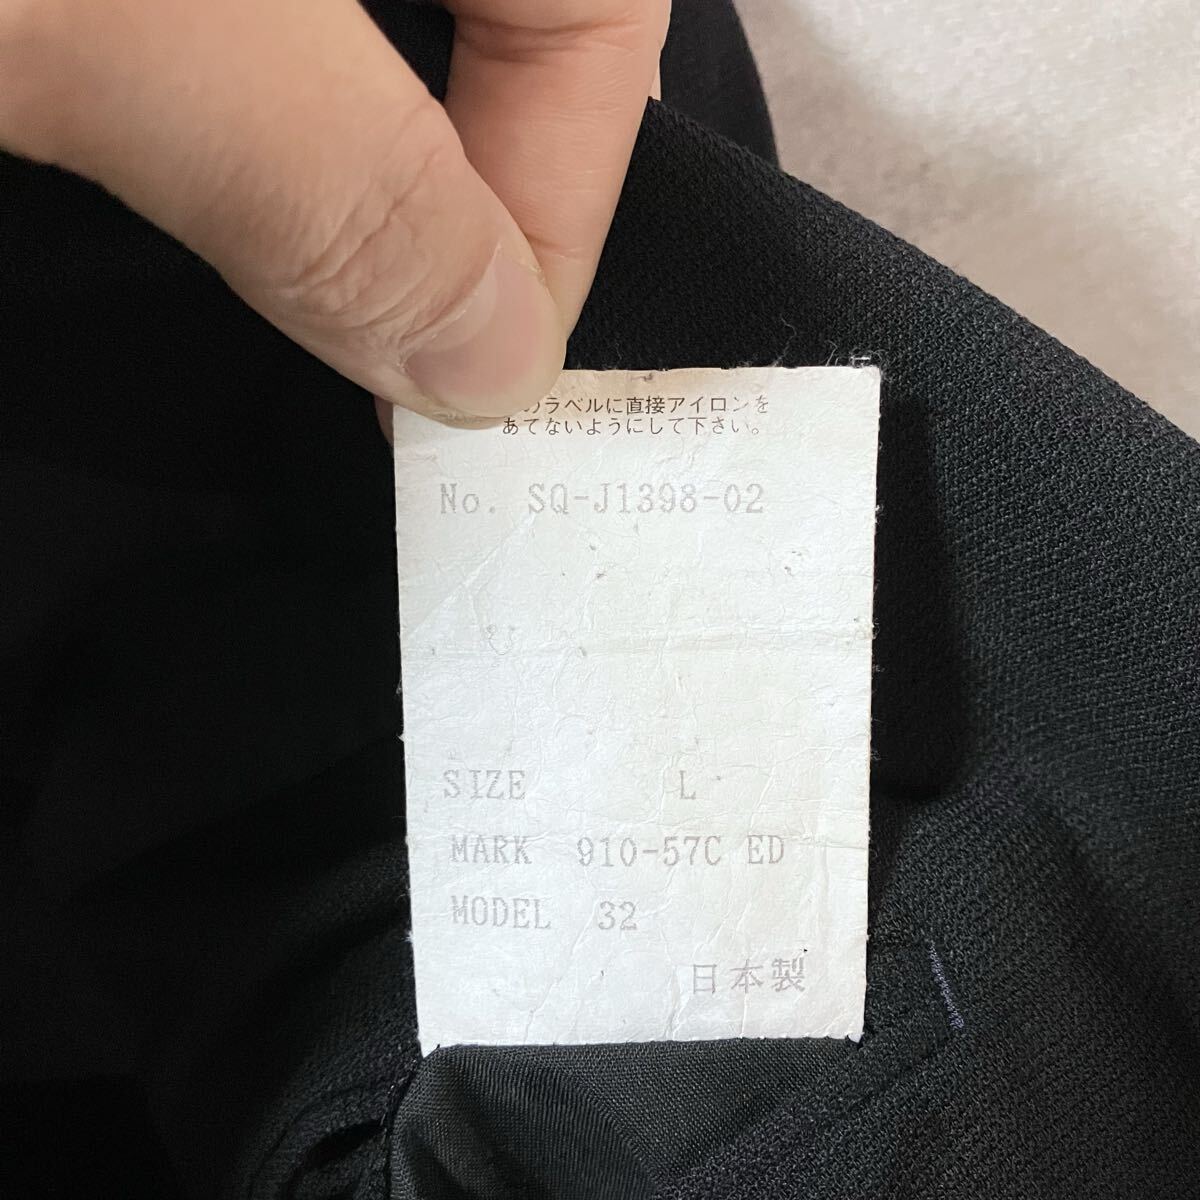 のラベルに直接アイロンを
あてないようにして下さい。
No. SQ-J1398-02
SIZE L
MARK 910-57C ED
MODEL 32
日本製